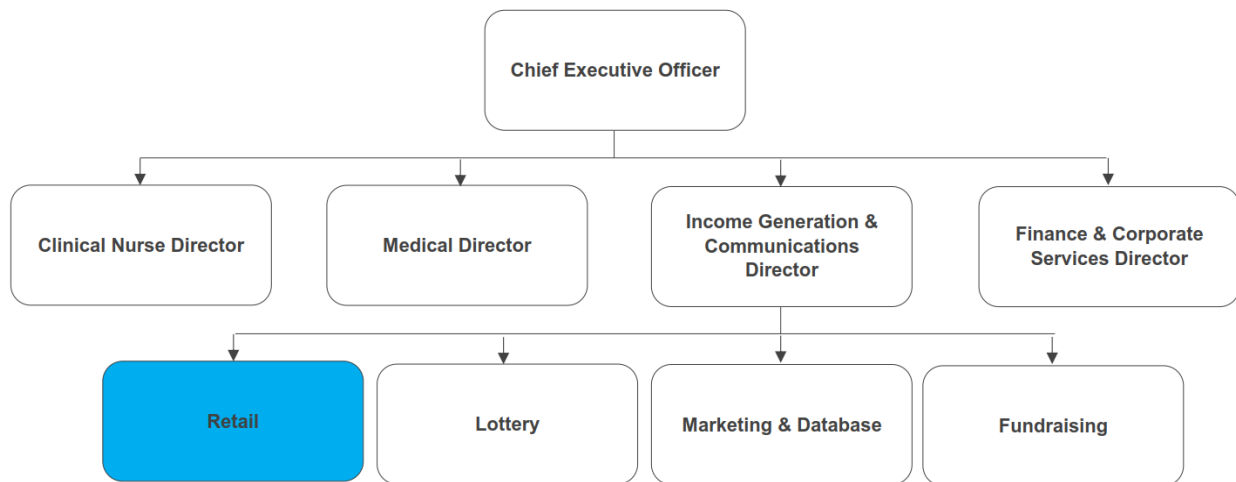 Chief Executive Officer
Clinical Nurse Director
Medical Director
Income Generation &
Communications
Director
Finance & Corporate
Services Director
Retail
Lottery
Marketing & Database
Fundraising